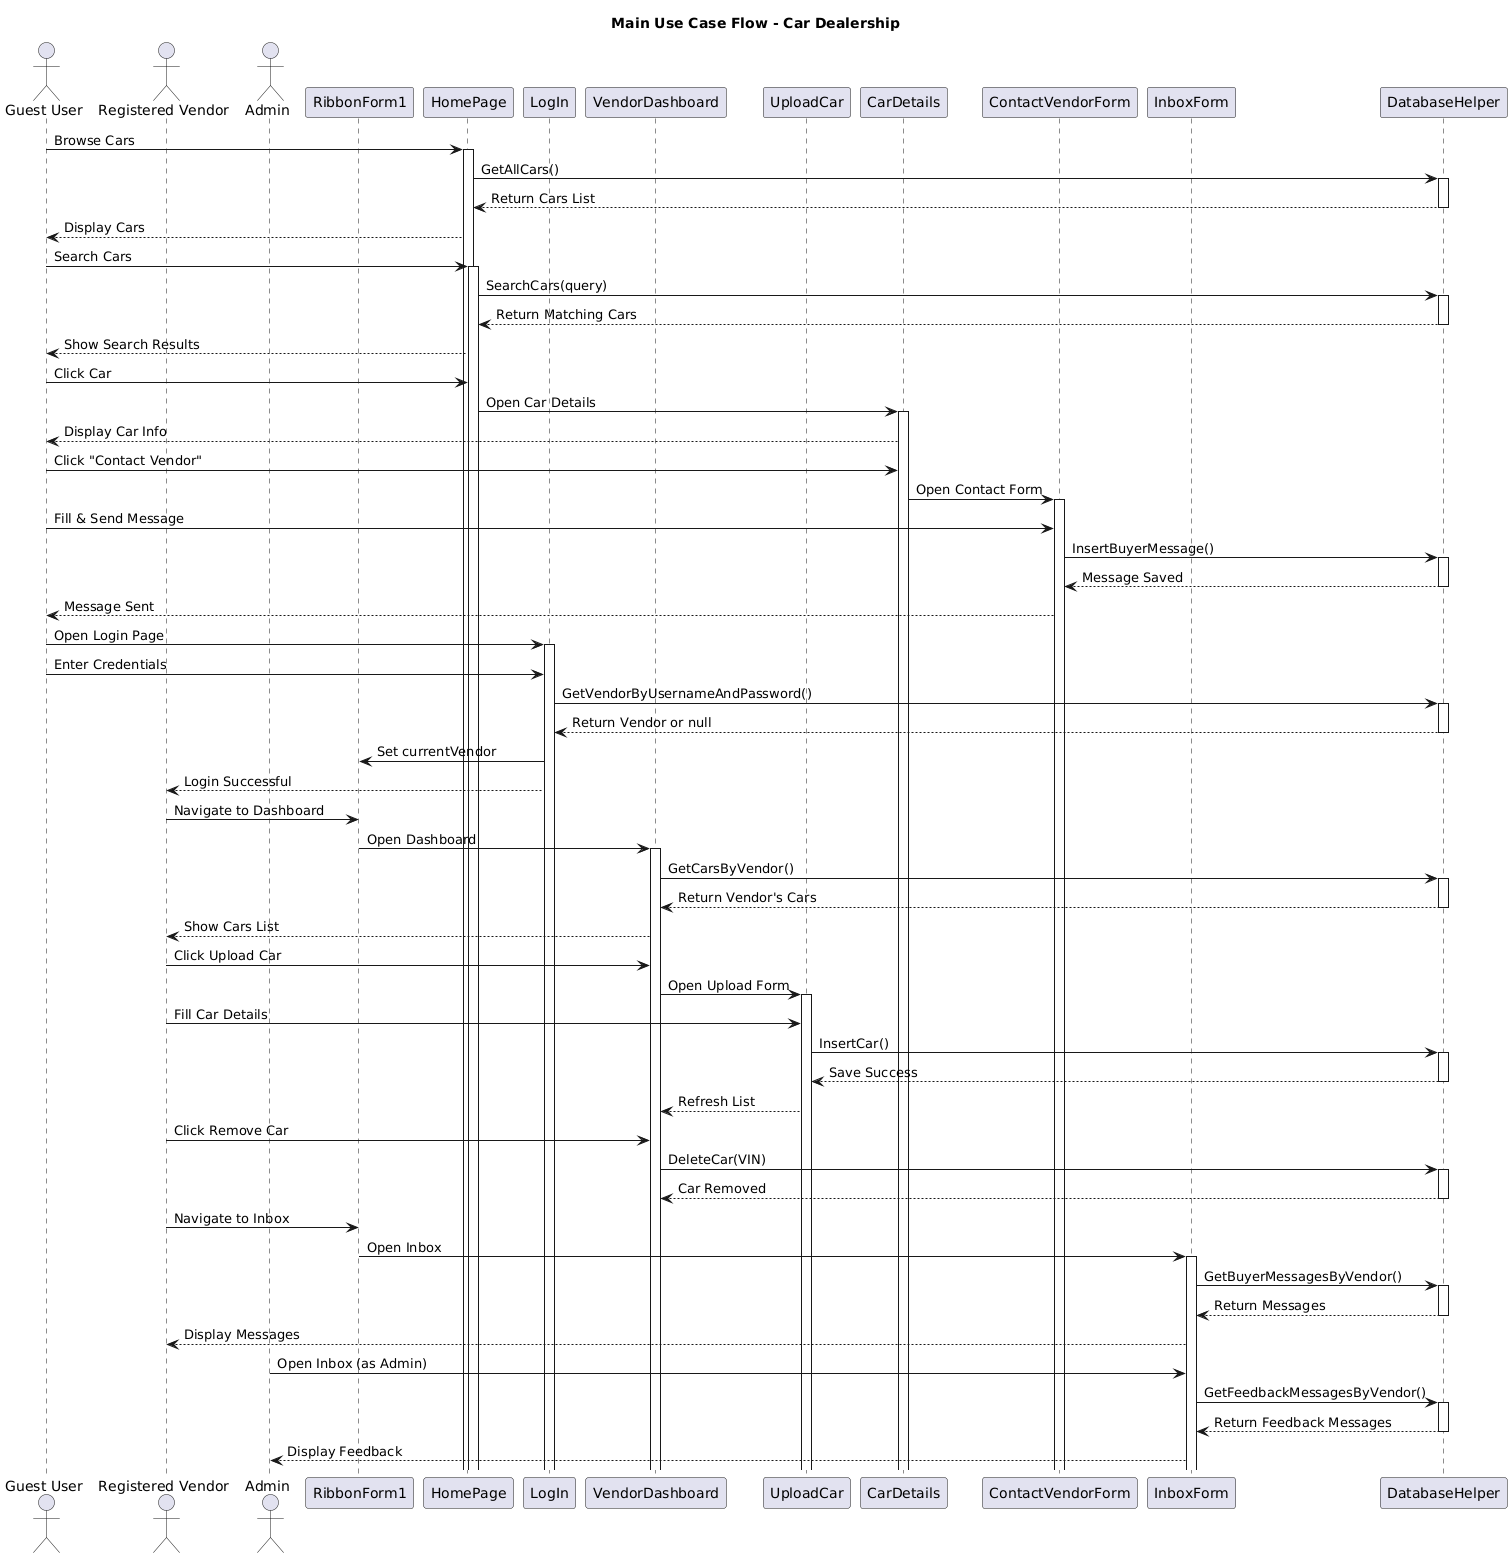 Main Use Case Flow - Car Dealership
Guest User
Registered Vendor
Admin
RibbonForm1
HomePage
LogIn
VendorDashboard
UploadCar
CarDetails
ContactVendorForm
InboxForm
DatabaseHelper
Browse Cars
GetAllCars()
Return Cars List
Display Cars
Search Cars
SearchCars(query)
Return Matching Cars
Show Search Results
Click Car
Open Car Details
Display Car Info
Click "Contact Vendor"
Open Contact Form
Fill & Send Message
InsertBuyerMessage()
Message Saved
Message Sent
Open Login Page
Enter Credentials
GetVendorByUsernameAndPassword()
Return Vendor or null
Set currentVendor
Login Successful
Navigate to Dashboard
Open Dashboard
GetCarsByVendor()
Return Vendor's Cars
Show Cars List
Click Upload Car
Open Upload Form
Fill Car Details
InsertCar()
Save Success
Refresh List
Click Remove Car
DeleteCar(VIN)
Car Removed
Navigate to Inbox
Open Inbox
GetBuyerMessagesByVendor()
Return Messages
Display Messages
Open Inbox (as Admin)
GetFeedbackMessagesByVendor()
Return Feedback Messages
Display Feedback
Guest User
Registered Vendor
Admin
RibbonForm1
HomePage
LogIn
VendorDashboard
UploadCar
CarDetails
ContactVendorForm
InboxForm
DatabaseHelper